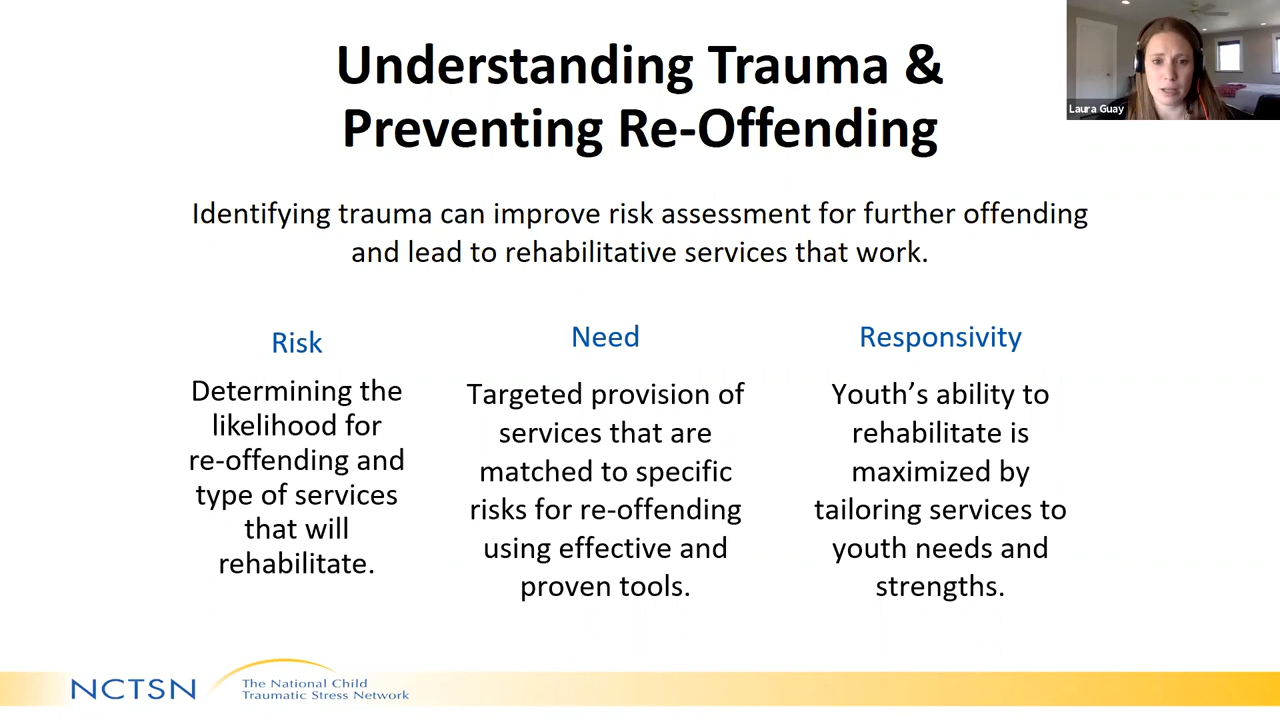 Understanding Trauma &
Preventing Re-Offending
Laura Guay
Identifying trauma can improve risk assessment for further offending
and lead to rehabilitative services that work.
Risk
Determining the
likelihood for
re-offending and
type of services
that will
rehabilitate.
Need
Targeted provision of
services that are
matched to specific
risks for re-offending
using effective and
proven tools.
Responsivity
Youth’s ability to
rehabilitate is
maximized by
tailoring services to
youth needs and
strengths.
NCTSN
The National Child
Traumatic Stress Network